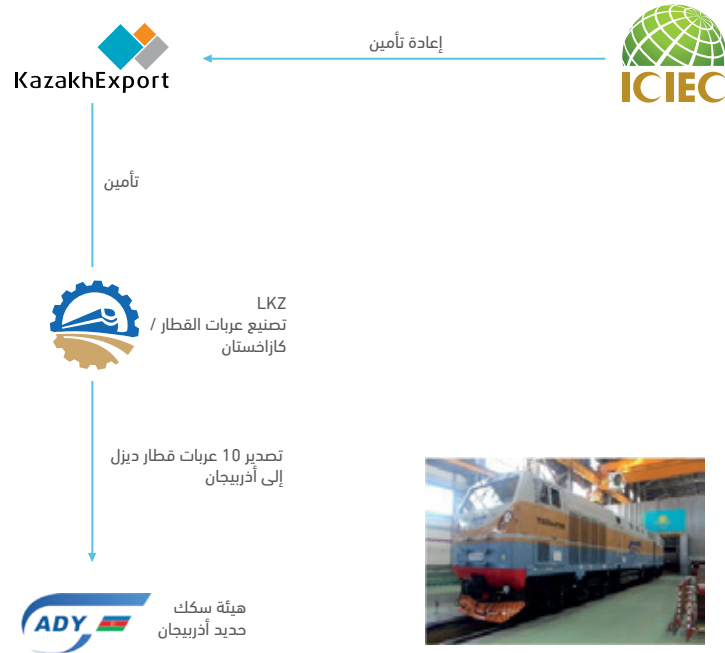 إعادة تأمين
ICIEC
KazakhExport
تأمين
LKZ
تصنيع عربات القطار /
كازاخستان
تصدير 10 عربات قطار ديزل
إلى أذربيجان
هيئة سكك
حديد أذربيجان
ADY